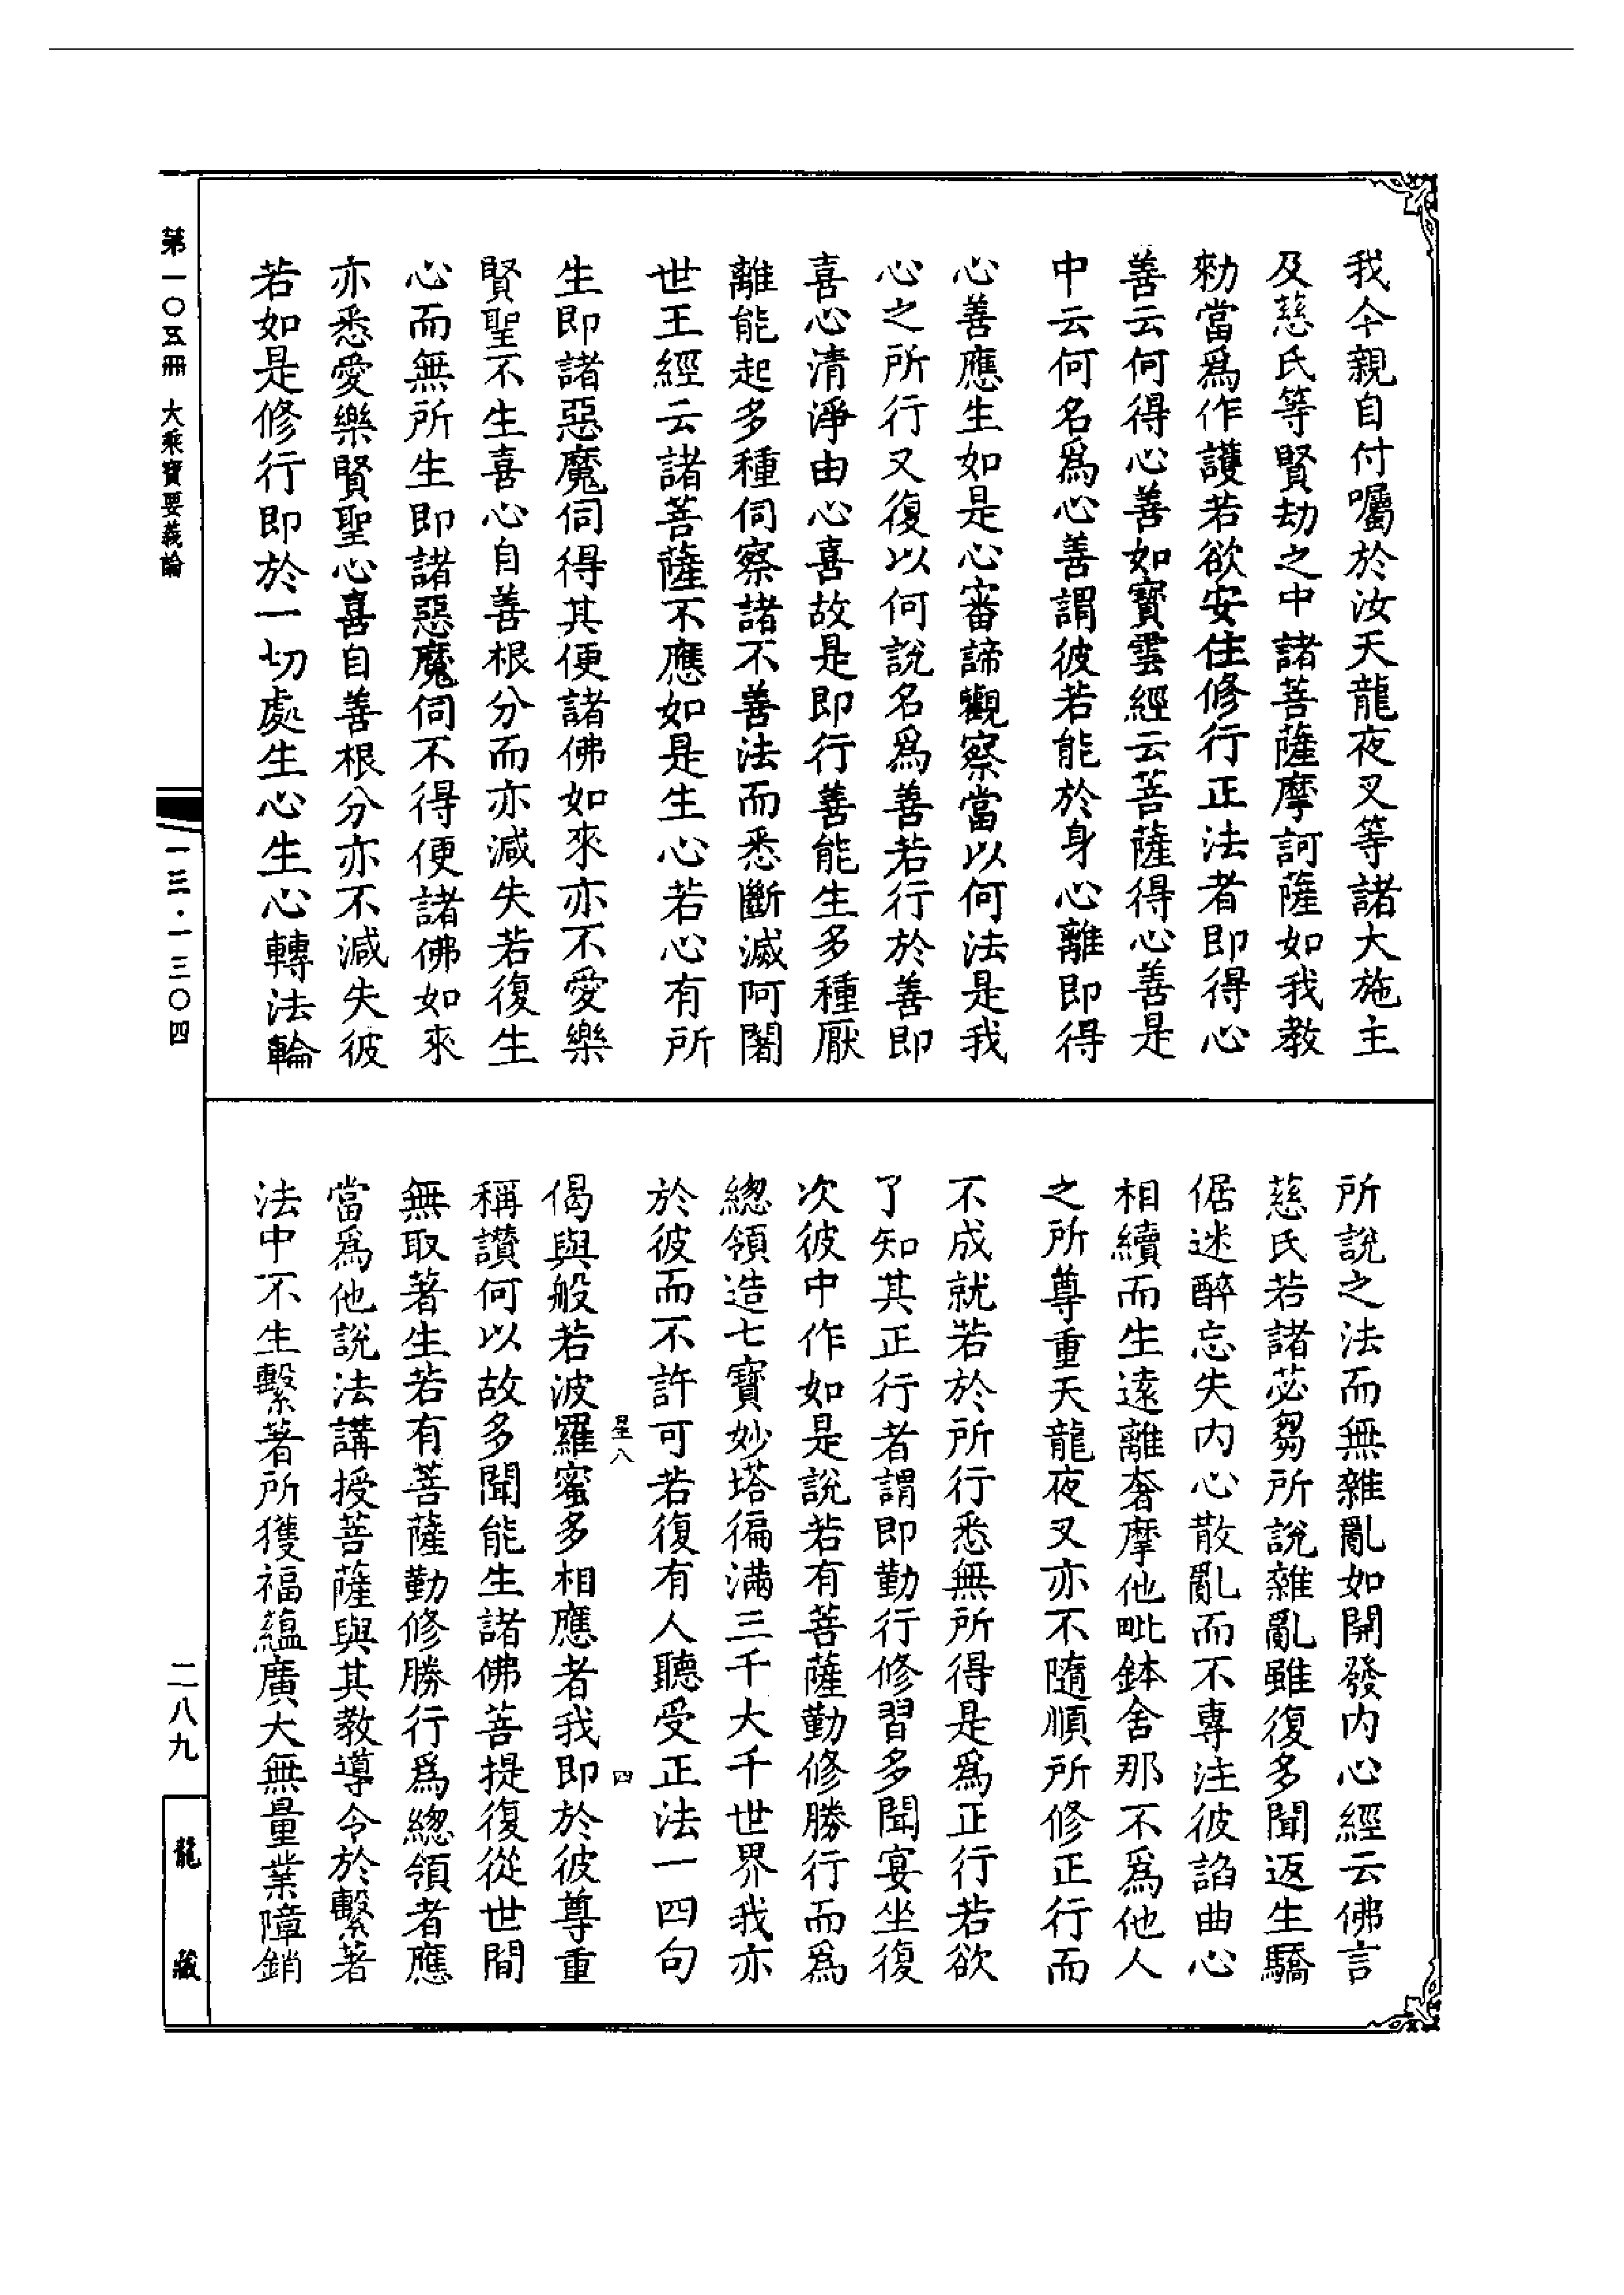 我今親自付囑於汝天龍夜叉等諸大施主
及慈氏等賢劫之中諸菩薩摩訶薩如我教
勑當爲作護若欲安住修行正法者即得心
善云何得心善如寶雲經云菩薩得心善是
中云何名爲心善謂彼若能於身心離即得
心善應生如是心審諦觀察當以何法是我
心之所行又復以何說名爲善若行於善即
喜心清淨由心喜故是即行善能生多種厭
離能起多種伺察諸不善法而悉斷滅阿闍
世王經云諸菩薩不應如是生心若心有所
生即諸惡魔伺得其便諸佛如來亦不愛樂
賢聖不生喜心自善根分而亦減失若復生
心而無所生即諸惡魔伺不得便諸佛如來
亦悉愛樂賢聖心喜自善根分亦不減失彼
若如是修行即於一切處生心生心轉法輪
所說之法而無雜亂如開發内心經云佛言
慈氏若諸苾芻所說雜亂雖復多聞返生驕
倨迷醉忘失内心散亂而不專注彼諂曲心
相續而生遠離奢摩他毗鉢舍那不爲他人
之所尊重天龍夜叉亦不隨順所修正行而
不成就若於所行悉無所得是爲正行若欲
了知其正行者謂即勤行修習多聞宴坐復
次彼中作如是說若有菩薩勤修勝行而爲
總領造七寶妙塔徧滿三千大千世界我亦
於彼而不許可若復有人聽受正法一四句
星八　四
偈與般若波羅蜜多相應者我即於彼尊重
稱讚何以故多聞能生諸佛菩提復從世間
無取著生若有菩薩勤修勝行爲總領者應
當爲他說法講授菩薩與其教導令於繫著
法中不生繫著所獲福蘊廣大無量業障銷
第一〇五冊　大乘寶要義論
一三·一三〇四
二八九
龍藏